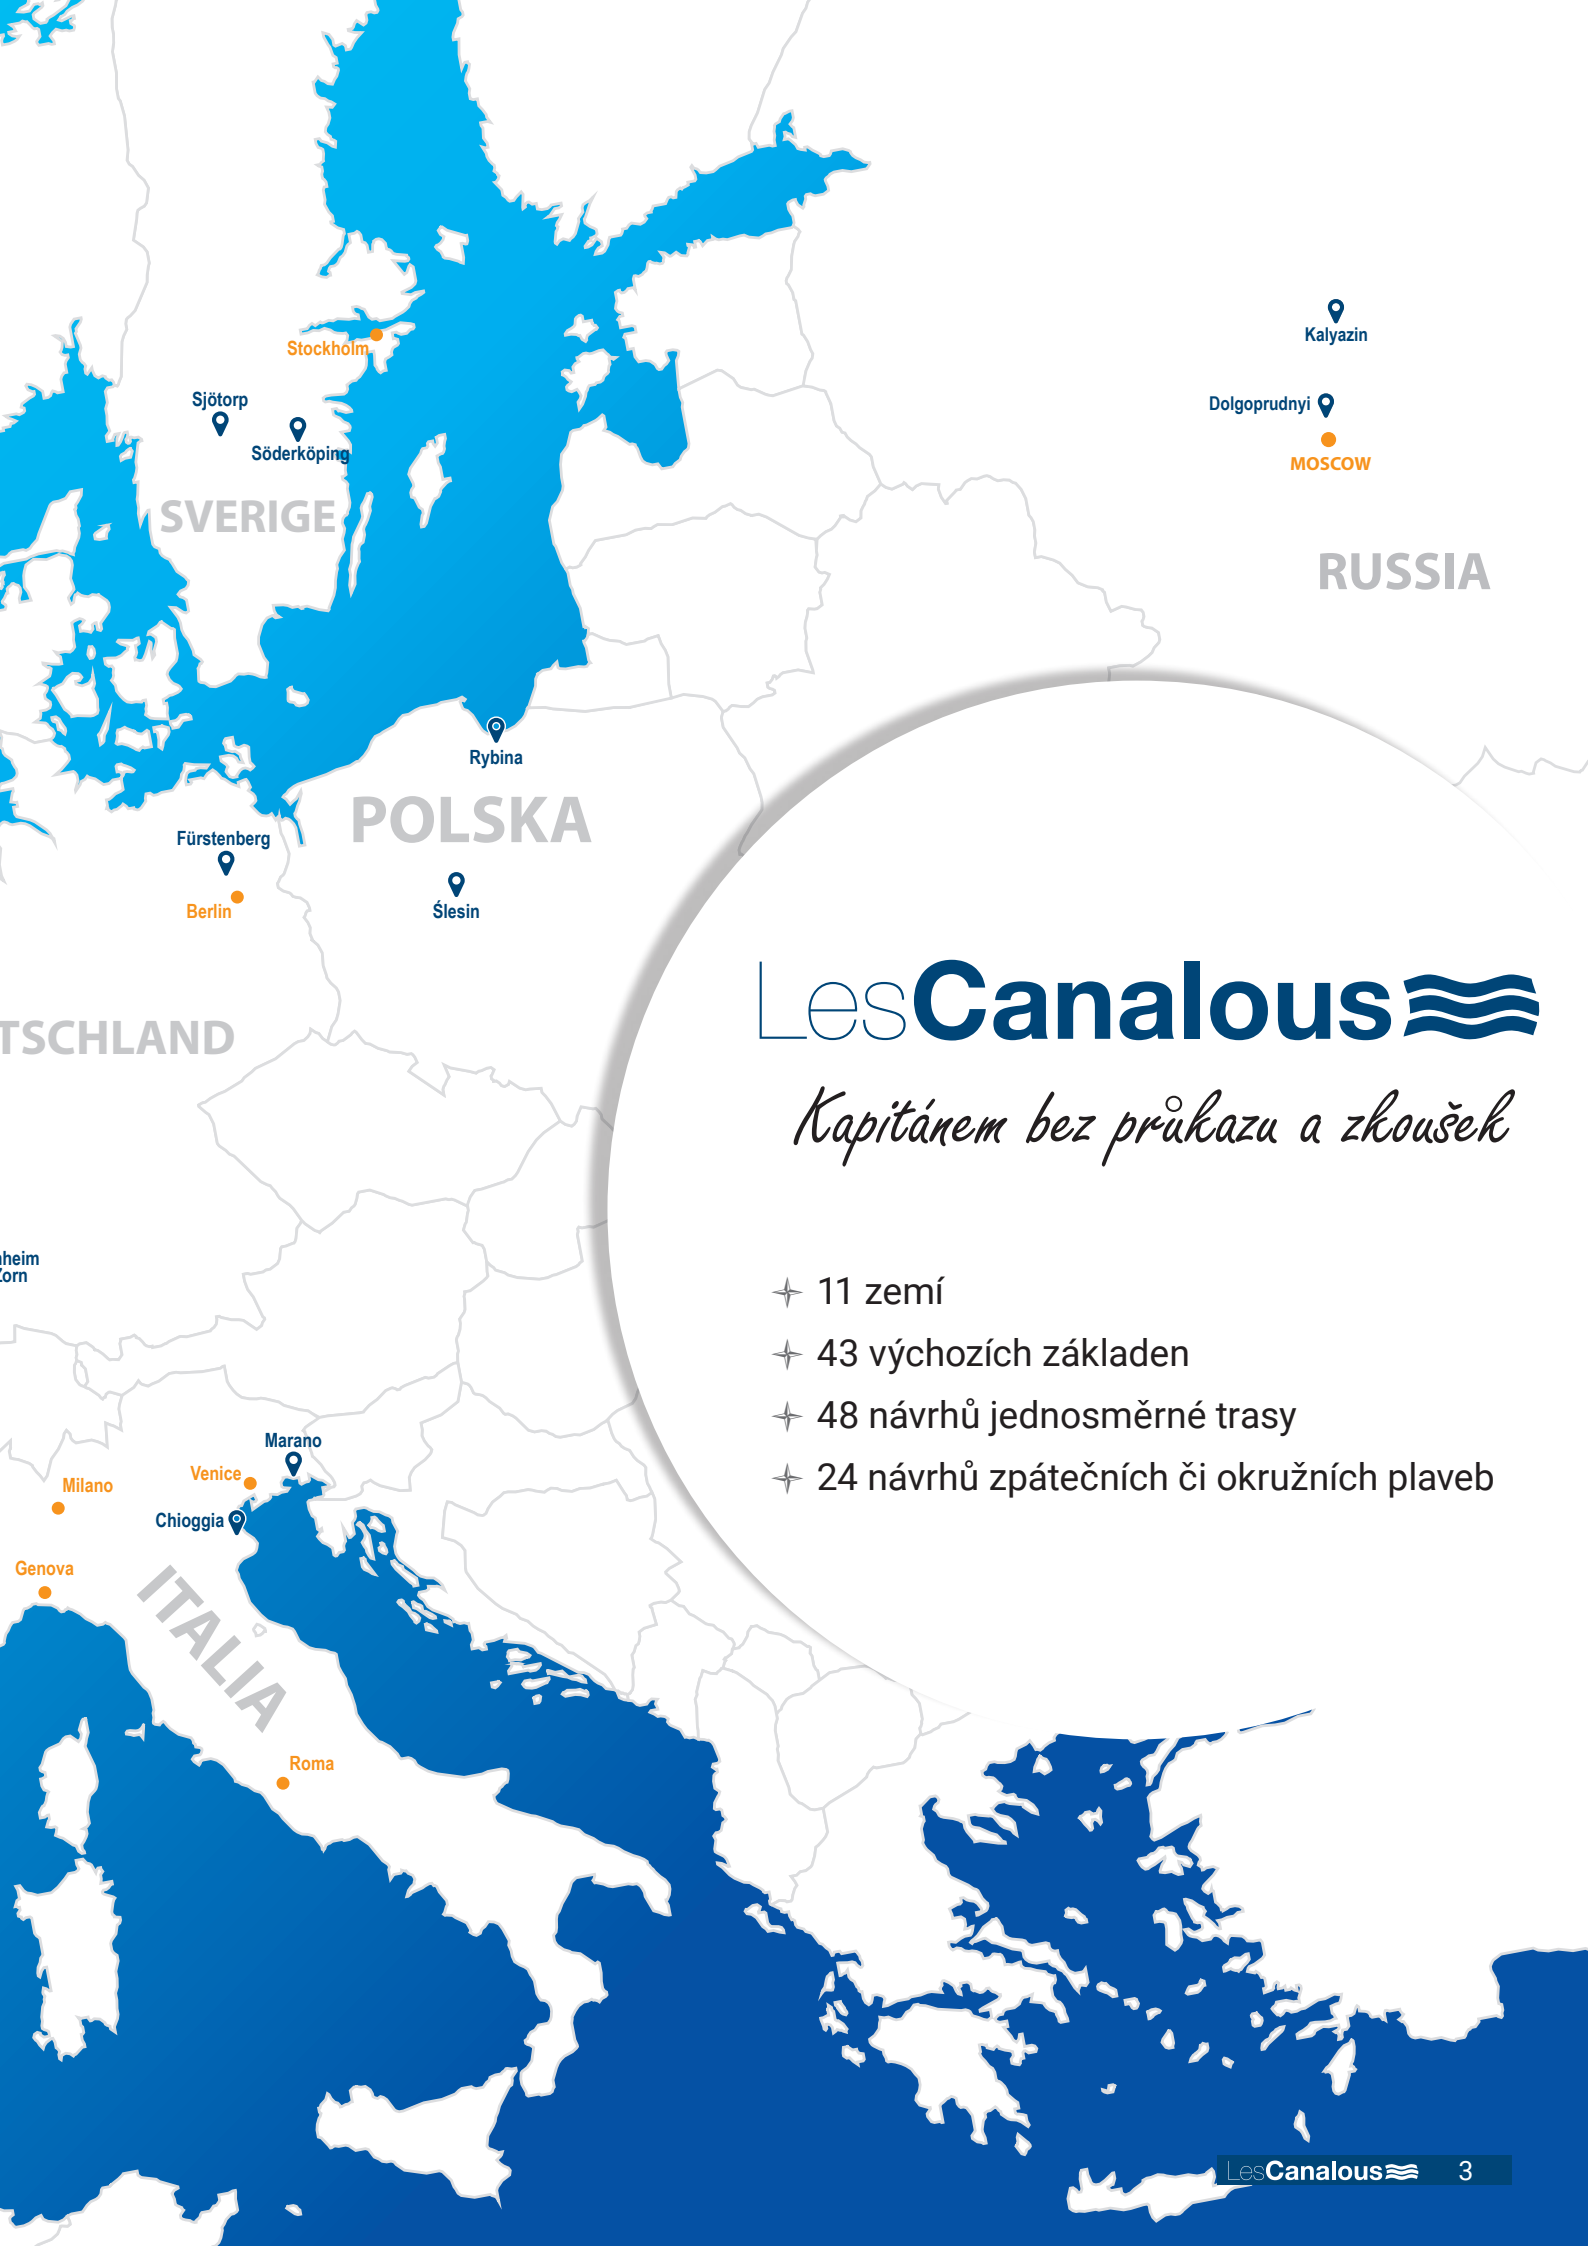 Stockholm
Kalyazin
Sjötorp
Dolgoprudnyi
Söderköping
MOSCOW
SVERIGE
RUSSIA
Rybina
POLSKA
Fürstenberg
Berlin
Ślesin
LesCanalous
TSCHLAND
Kapitánem bez průkazu a zkoušek
heim
Zorn
11 zemí
43 výchozích základen
48 návrhů jednosměrné trasy
24 návrhů zpátečních či okružních plaveb
Marano
Venice
Milano
Chioggia
Genova
ITALIA
Roma
LesCanalous 3